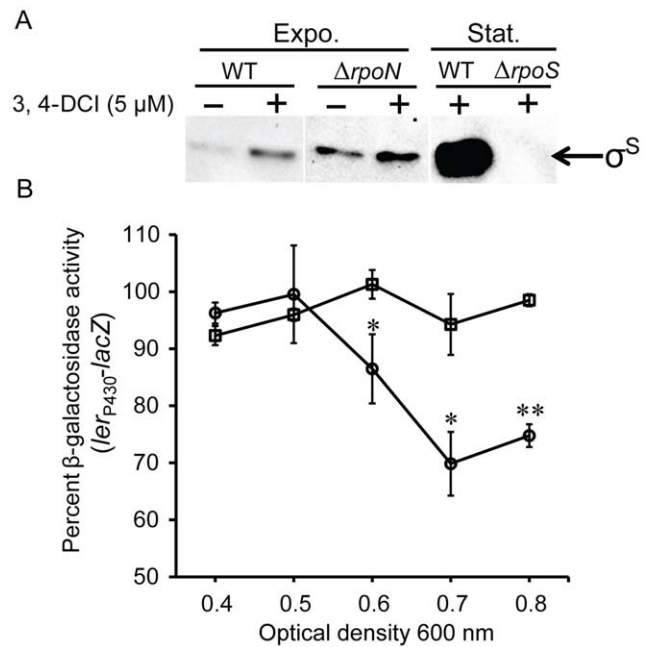 A
Expo. Stat.
WT ΔrpoN WT ΔrpoS
3, 4-DCI (5 μM) − + − + + +
σS
B
Percent β-galactosidase activity
(lerP430-lacZ)
110
100
90
80
70
60
50
* * **
0.4 0.5 0.6 0.7 0.8
Optical density 600 nm